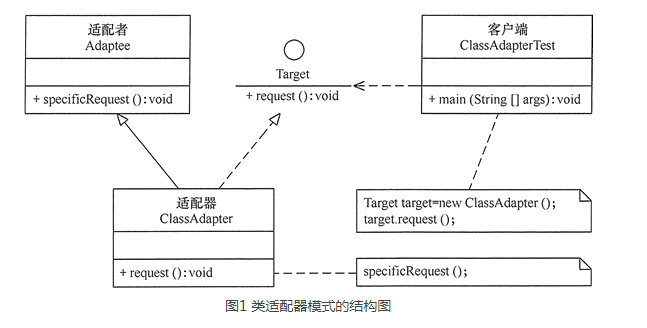 适配者
Adaptee
+ specificRequest ():void
Target
+ request ():void
客户端
ClassAdapterTest
+ main (String [] args):void
适配器
ClassAdapter
+ request ():void
Target target=new ClassAdapter ();
target.request ();
specificRequest ();
图1 类适配器模式的结构图